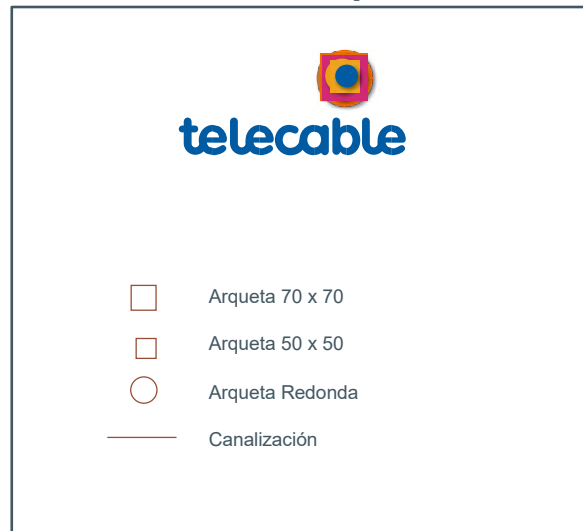 telecable
Arqueta 70 x 70
Arqueta 50 x 50
Arqueta Redonda
Canalización